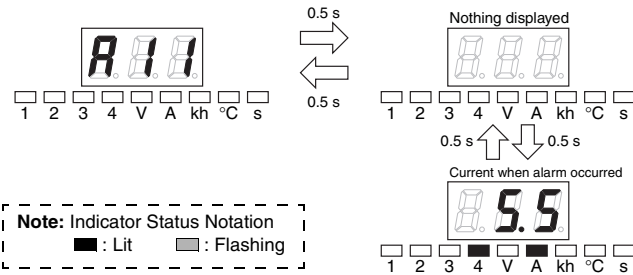 A11
1 2 3 4 V A kh °C s
0.5 s
0.5 s
Nothing displayed
1 2 3 4 V A kh °C s
0.5 s 0.5 s
Current when alarm occurred
5.5
1 2 3 4 V A kh °C s
Note: Indicator Status Notation
: Lit : Flashing